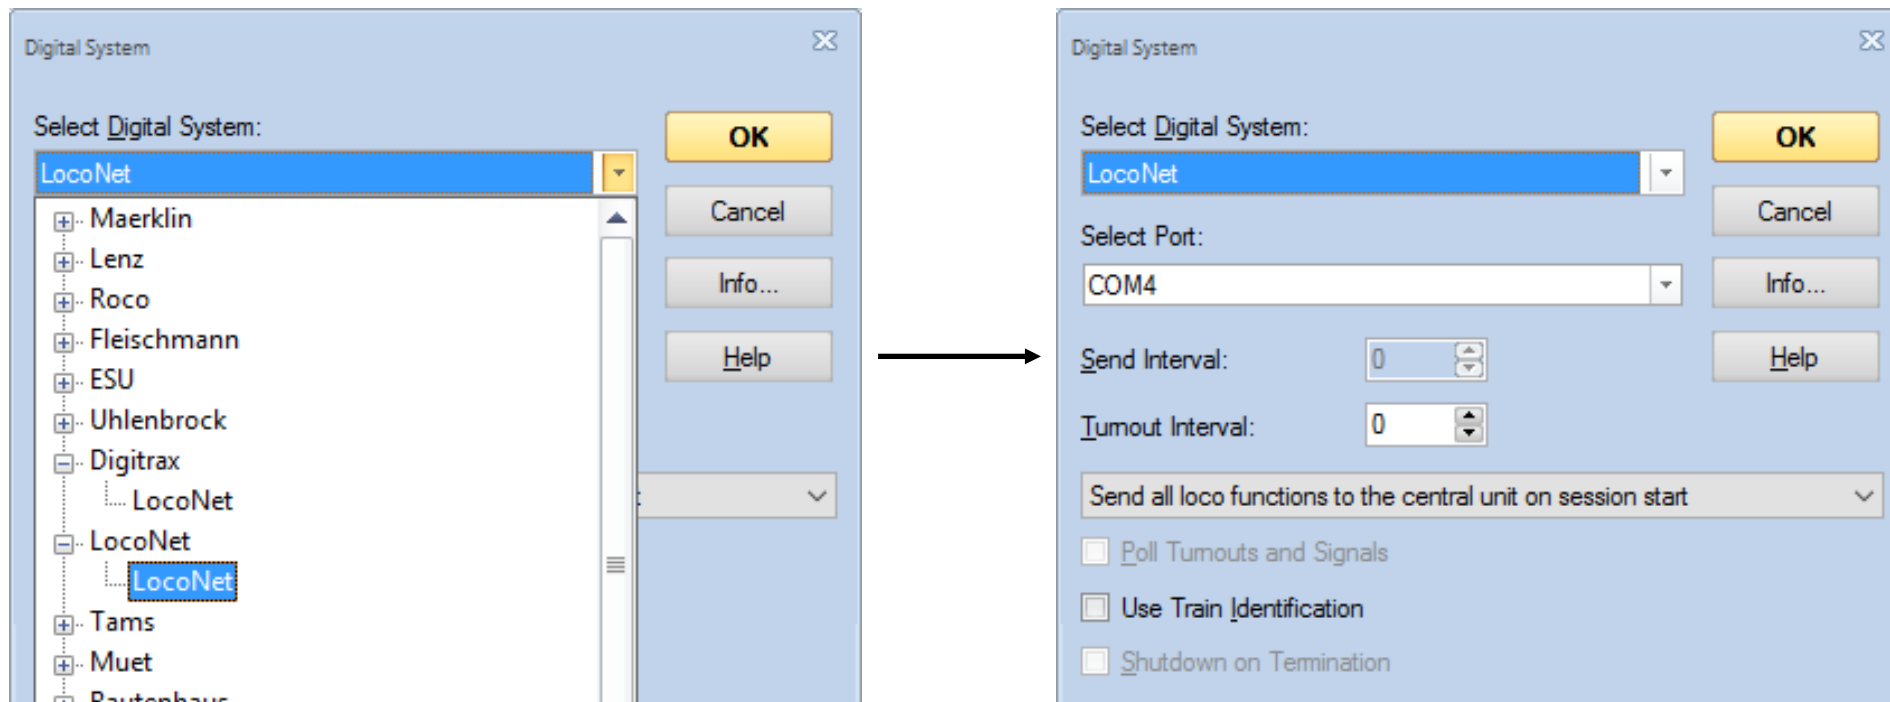 Digital System
Select Digital System:
OK
LocoNet
Maerklin
Cancel
Lenz
Info...
Roco
Fleischmann
Help
ESU
Uhlenbrock
Digitrax
LocoNet
LocoNet
LocoNet
Tams
Muet
Digital System
Select Digital System:
OK
LocoNet
Cancel
Select Port:
COM4
Info...
Send Interval: 0
Help
Turnout Interval: 0
Send all loco functions to the central unit on session start
Poll Turnouts and Signals
Use Train Identification
Shutdown on Termination